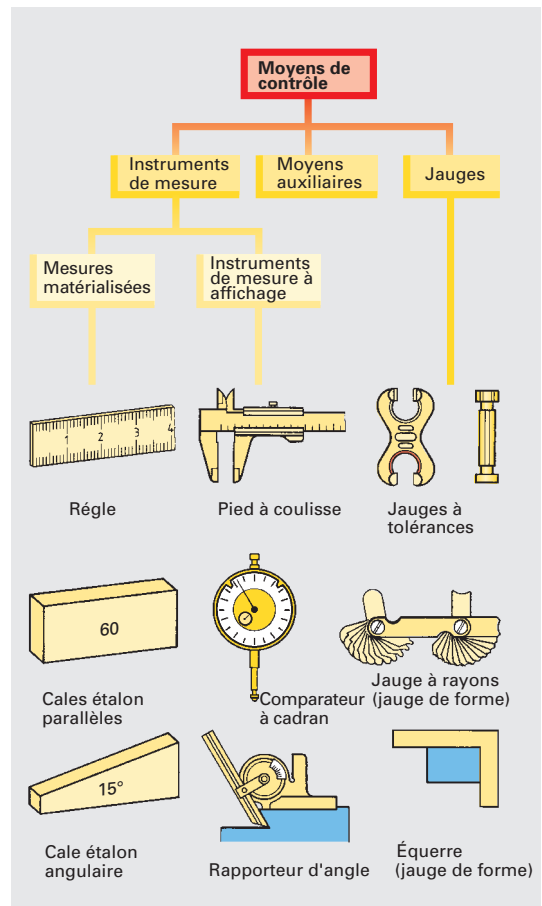 Moyens de
contrôle
Instruments
de mesure
Moyens
auxiliaires
Jauges
Mesures
matérialisées
Instruments
de mesure à
affichage
1 2 3 4
Régle
Pied à coulisse
Jauges à
tolérances
60
Cales étalon
parallèles
Comparateur
à cadran
Jauge à rayons
(jauge de forme)
15°
Cale étalon
angulaire
Rapporteur d'angle
Équerre
(jauge de forme)